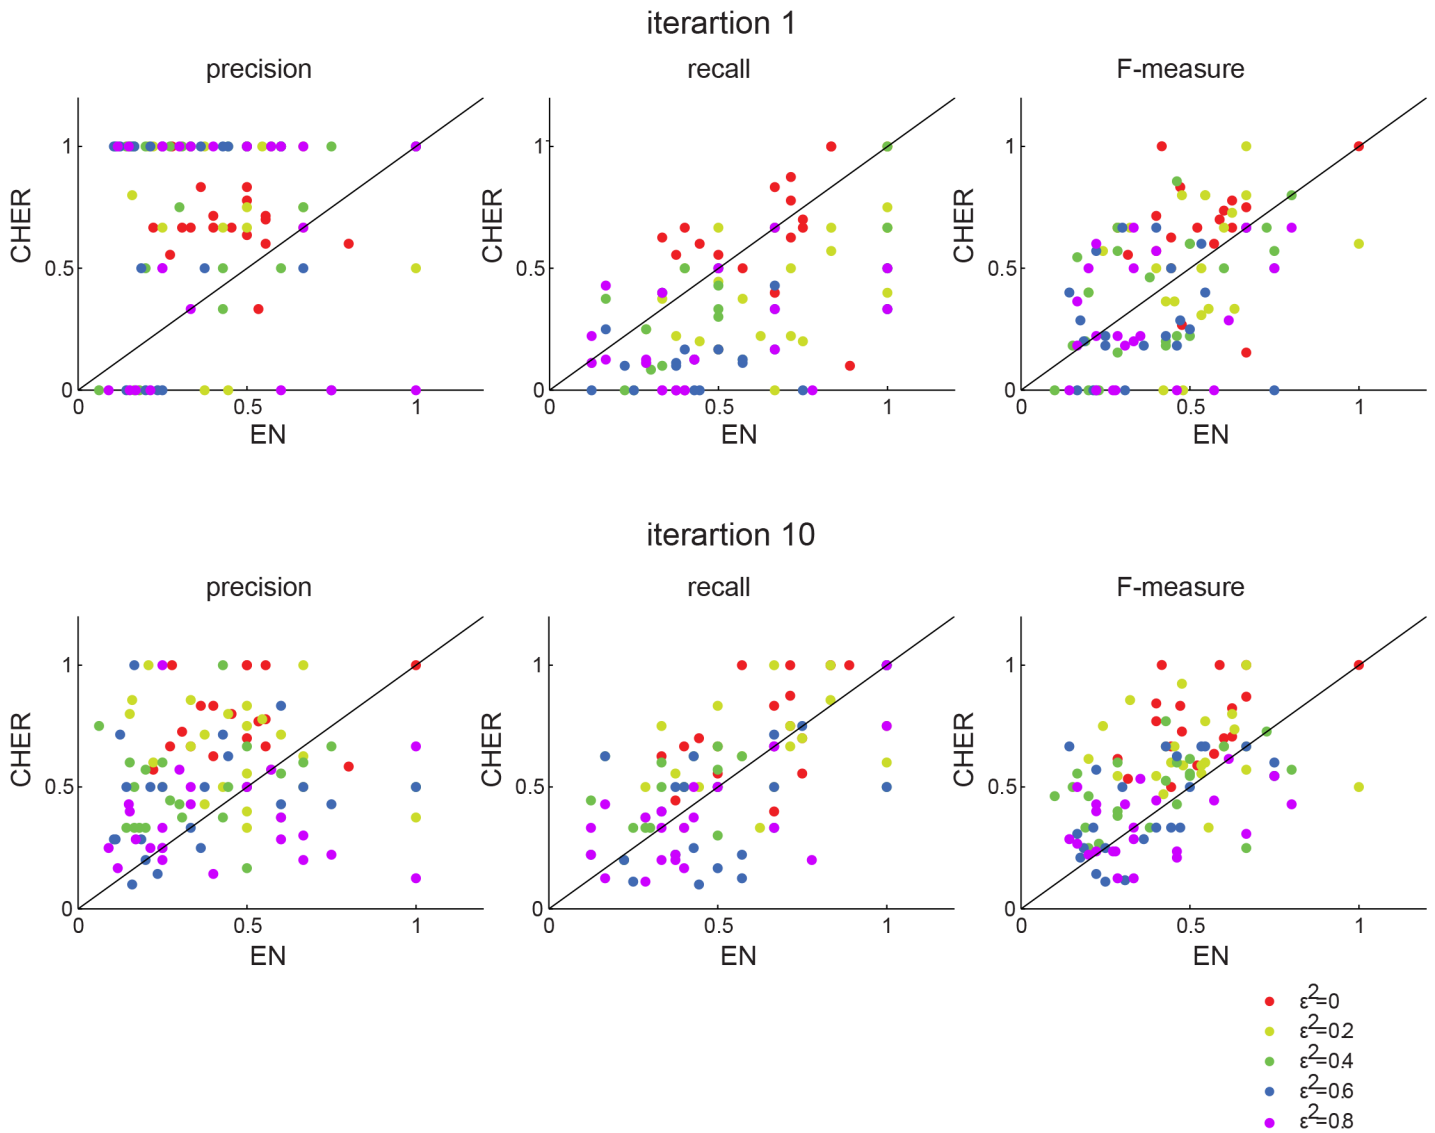 iterartion 1
precision recall F-measure
1 1 1
CHER CHER CHER
0.5 0.5 0.5
0 0 0
0 0.5 1 0 0.5 1 0 0.5 1
EN EN EN
iterartion 10
precision recall F-measure
1 1 1
CHER CHER CHER
0.5 0.5 0.5
0 0 0
0 0.5 1 0 0.5 1 0 0.5 1
EN EN EN
ε²=0
ε²=0.2
ε²=0.4
ε²=0.6
ε²=0.8